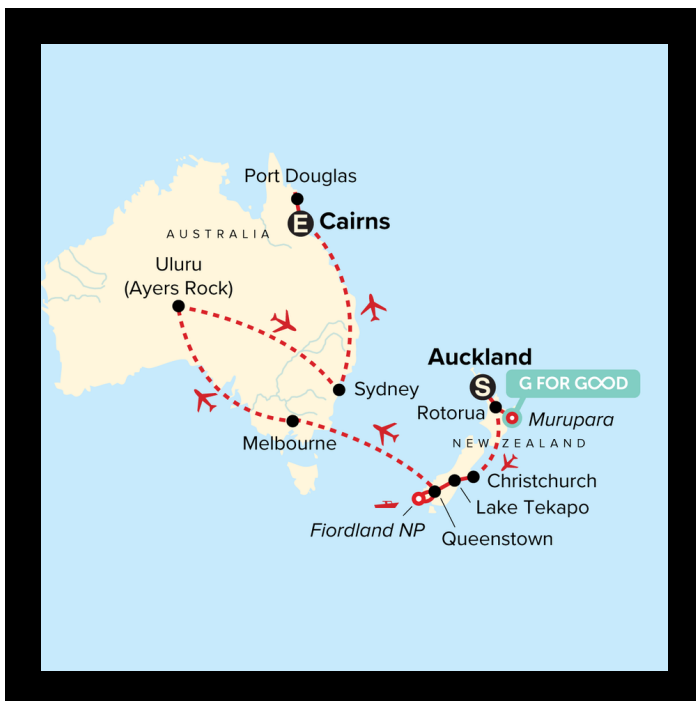 Port Douglas
E Cairns
AUSTRALIA
Uluru
(Ayers Rock)
Auckland
S
G FOR GOOD
Sydney
Rotorua
Murupara
Melbourne
NEW ZEALAND
Christchurch
Lake Tekapo
Fiordland NP
Queenstown